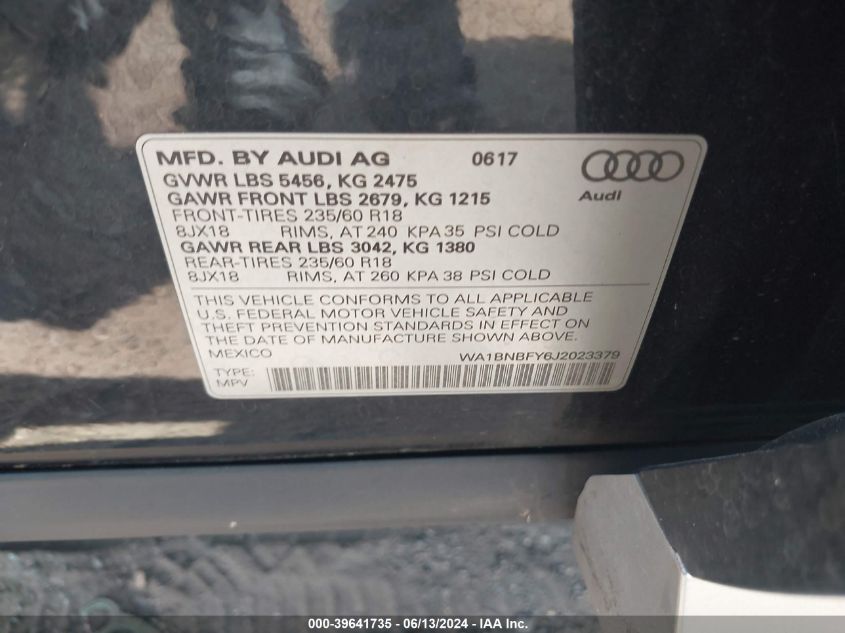 MFD. BY AUDI AG 0617
GVWR LBS 5456, KG 2475
GAWR FRONT LBS 2679, KG 1215
Audi
FRONT-TIRES 235/60 R18
8JX18 RIMS, AT 240 KPA 35 PSI COLD
GAWR REAR LBS 3042, KG 1380
REAR-TIRES 235/60 R18
8JX18 RIMS, AT 260 KPA 38 PSI COLD
THIS VEHICLE CONFORMS TO ALL APPLICABLE
U.S. FEDERAL MOTOR VEHICLE SAFETY AND
THEFT PREVENTION STANDARDS IN EFFECT ON
THE DATE OF MANUFACTURE SHOWN ABOVE.
MEXICO WA1BNBFY6J2023379
TYPE:
MPV
000-39641735 - 06/13/2024 - IAA Inc.